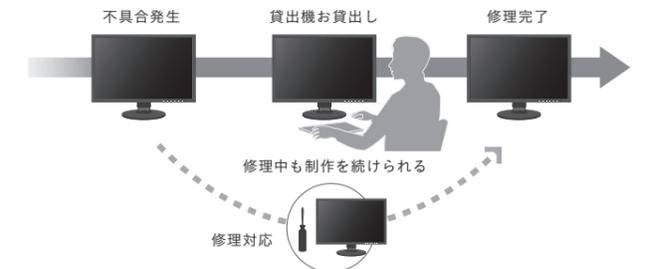 不具合発生
貸出機お貸出し
修理完了
修理中も制作を続けられる
修理対応